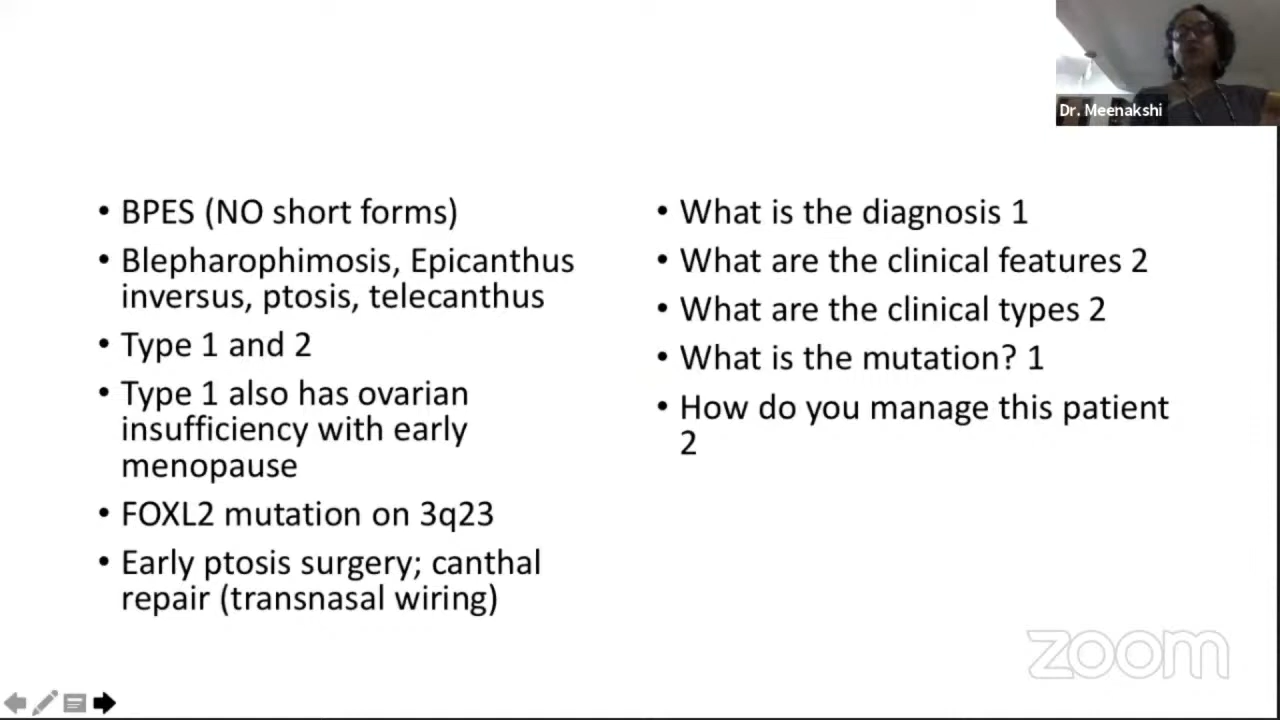 Dr. Meenakshi
• BPES (NO short forms)
• Blepharophimosis, Epicanthus
inversus, ptosis, telecanthus
• Type 1 and 2
• Type 1 also has ovarian
insufficiency with early
menopause
• FOXL2 mutation on 3q23
• Early ptosis surgery; canthal
repair (transnasal wiring)
• What is the diagnosis 1
• What are the clinical features 2
• What are the clinical types 2
• What is the mutation? 1
• How do you manage this patient
2
zoom